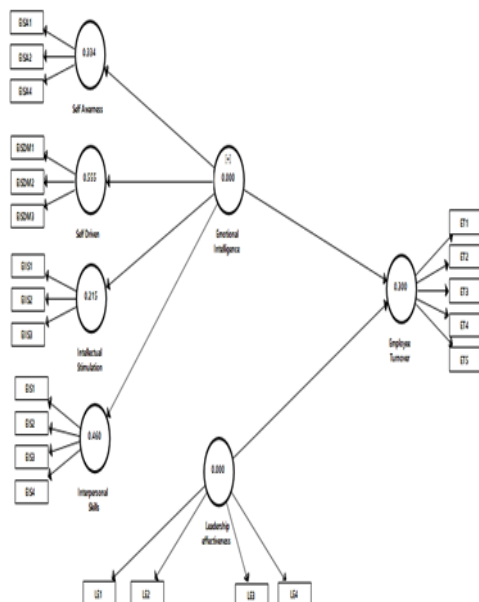 EISA1
EISA2
EISA4
0.334
Self Awarness
EISDM1
EISDM2
EISDM3
0.555
Self Driven
[+]
0.000
Emotional
Intelligence
EIIS1
EIIS2
EIIS3
0.215
Intellectual
Stimulation
ET1
ET2
ET3
ET4
ET5
0.300
Employee
Turnover
EIS1
EIS2
EIS3
EIS4
0.460
Interpersonal
Skills
0.000
Leadership
effectiveness
LE1
LE2
LE3
LE4